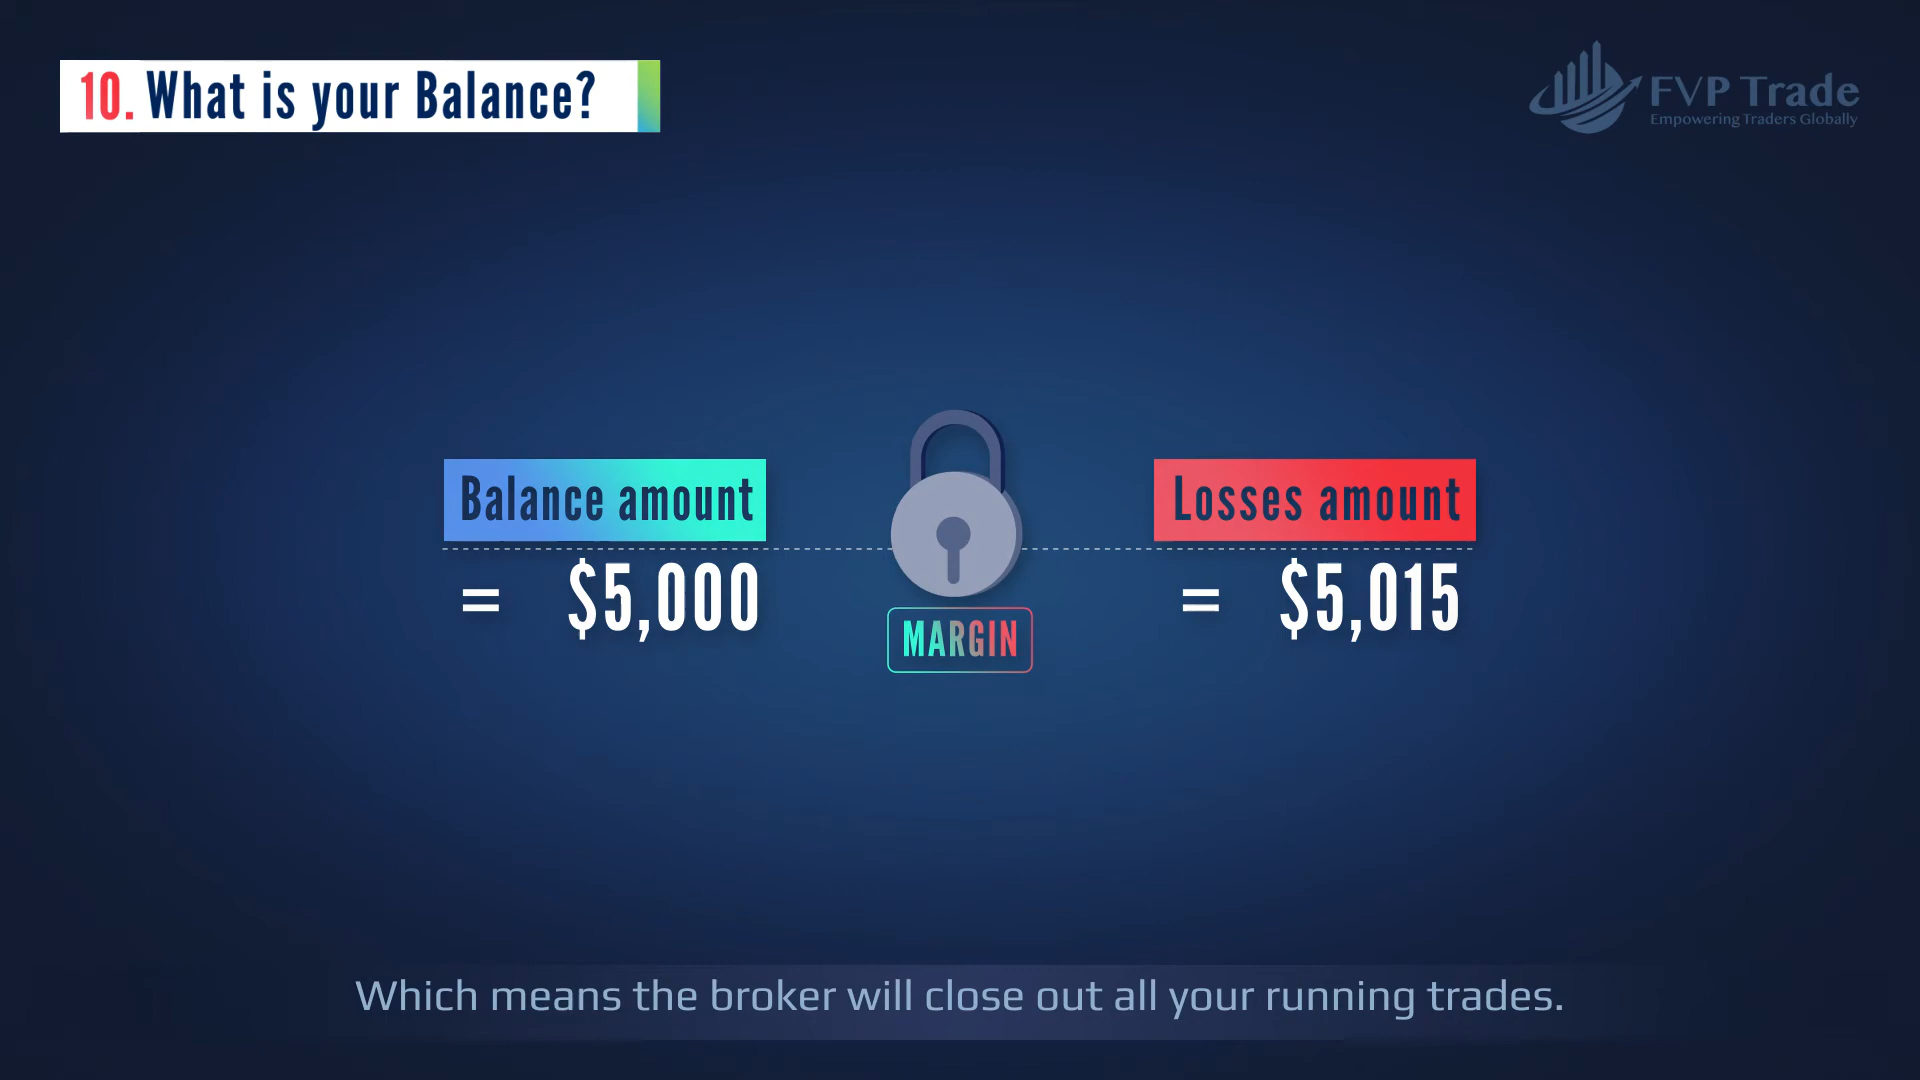 10. What is your Balance?
FVP Trade
Empowering Traders Globally
Balance amount
= $5,000
MARGIN
Losses amount
= $5,015
Which means the broker will close out all your running trades.